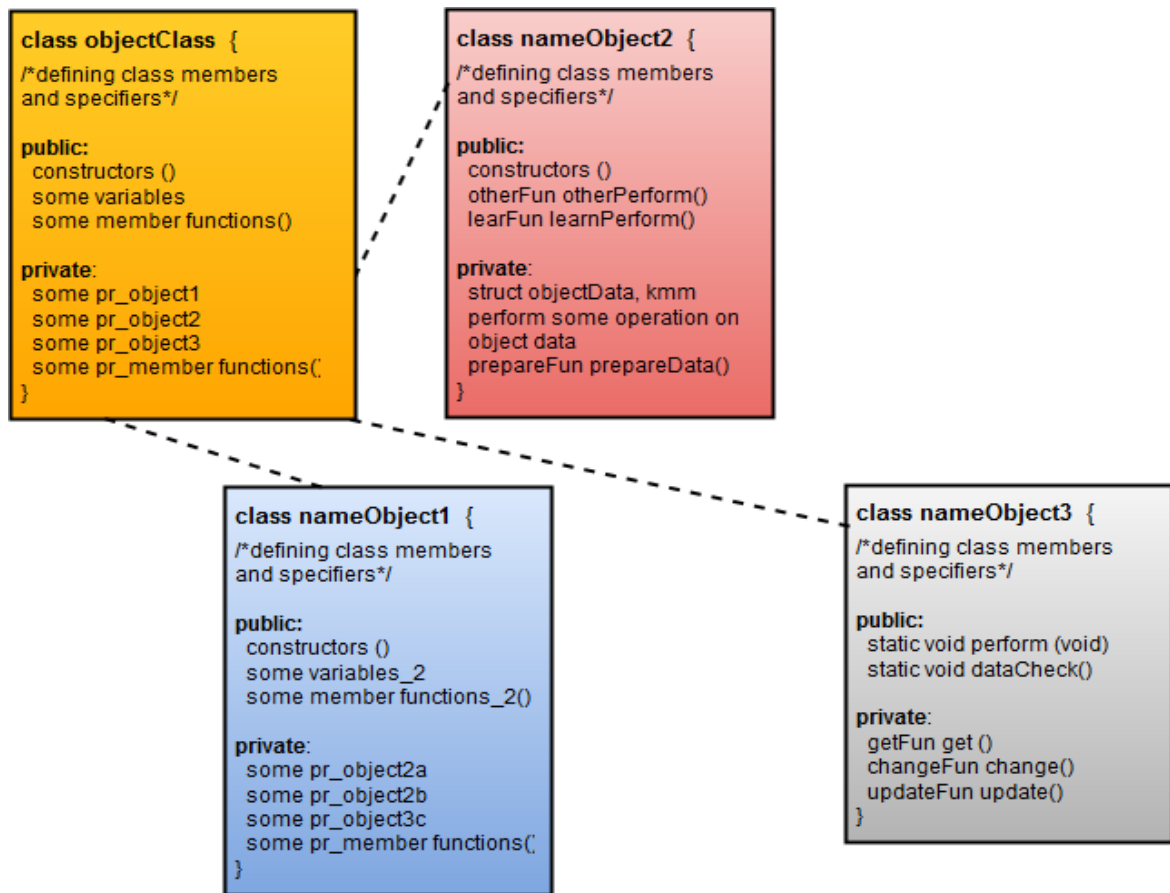 class objectClass {
/*defining class members
and specifiers*/
public:
constructors ()
some variables
some member functions()
private:
some pr_object1
some pr_object2
some pr_object3
some pr_member functions()
}
class nameObject2 {
/*defining class members
and specifiers*/
public:
constructors ()
otherFun otherPerform()
learFun learnPerform()
private:
struct objectData, kmm
perform some operation on
object data
prepareFun prepareData()
}
class nameObject1 {
/*defining class members
and specifiers*/
public:
constructors ()
some variables_2
some member functions_2()
private:
some pr_object2a
some pr_object2b
some pr_object3c
some pr_member functions()
}
class nameObject3 {
/*defining class members
and specifiers*/
public:
static void perform (void)
static void dataCheck()
private:
getFun get ()
changeFun change()
updateFun update()
}